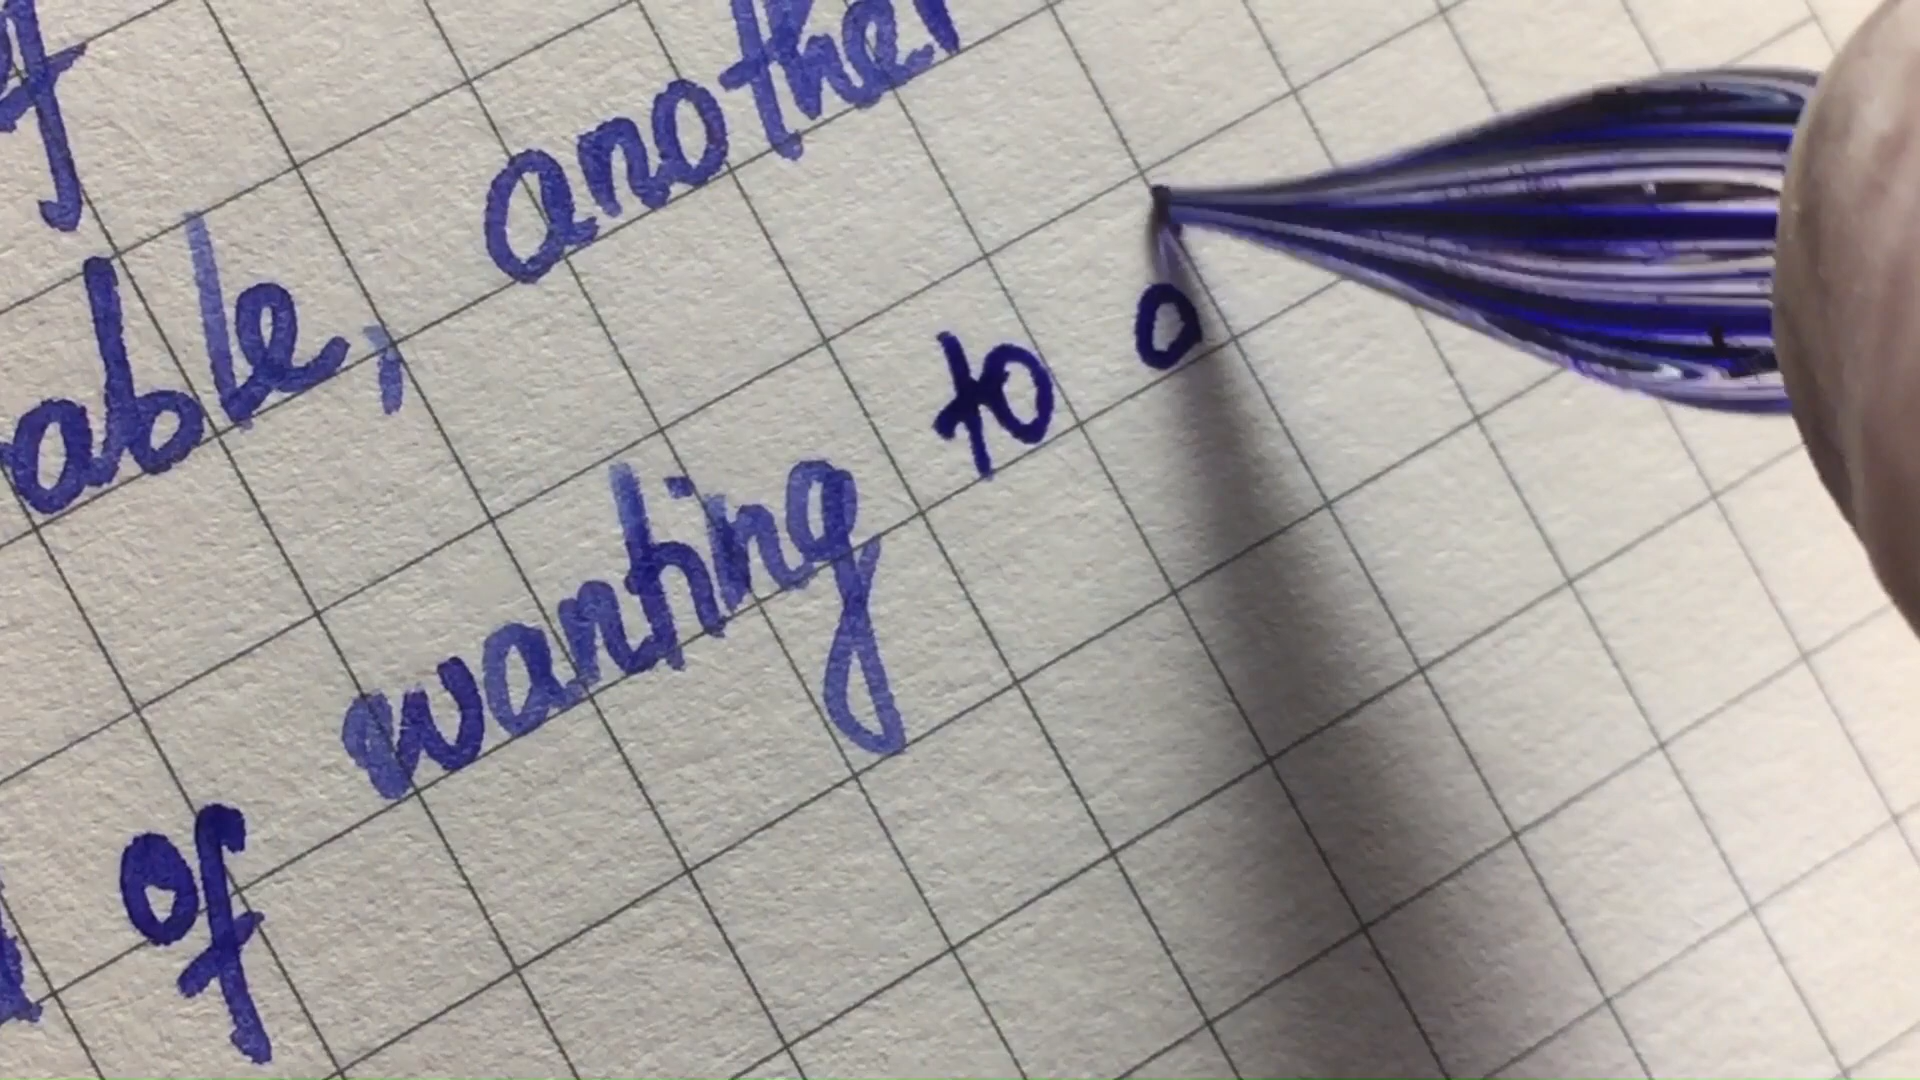 able, another
of wanting to o